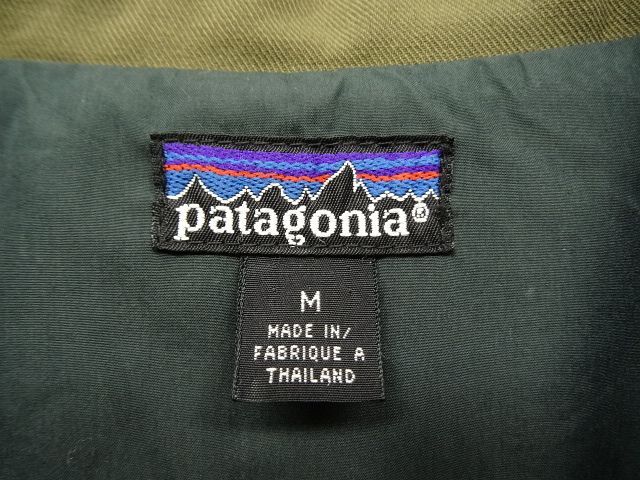 patagonia®
M
MADE IN/
FABRIQUE A
THAILAND